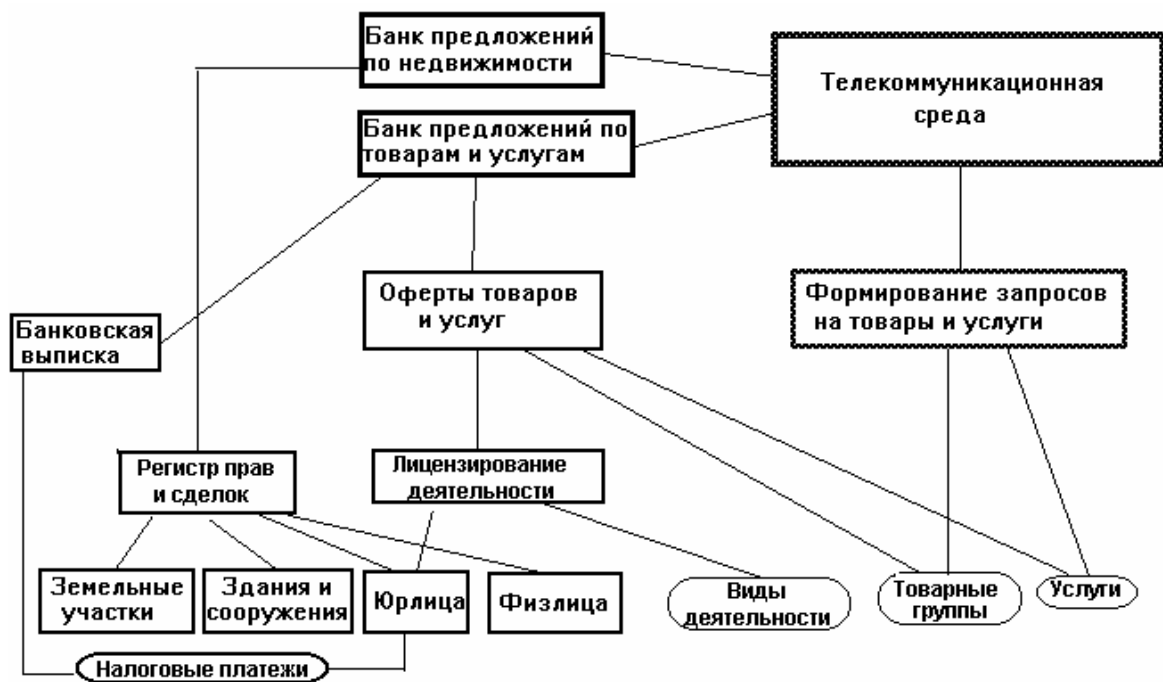 Банк предложений
по недвижимости
Телекоммуникационная
среда
Банк предложений по
товарам и услугам
Оферты товаров
и услуг
Формирование запросов
на товары и услуги
Банковская
выписка
Регистр прав
и сделок
Лицензирование
деятельности
Земельные
участки
Здания и
сооружения
Юрлица
Физлица
Виды
деятельности
Товарные
группы
Услуги
Налоговые платежи